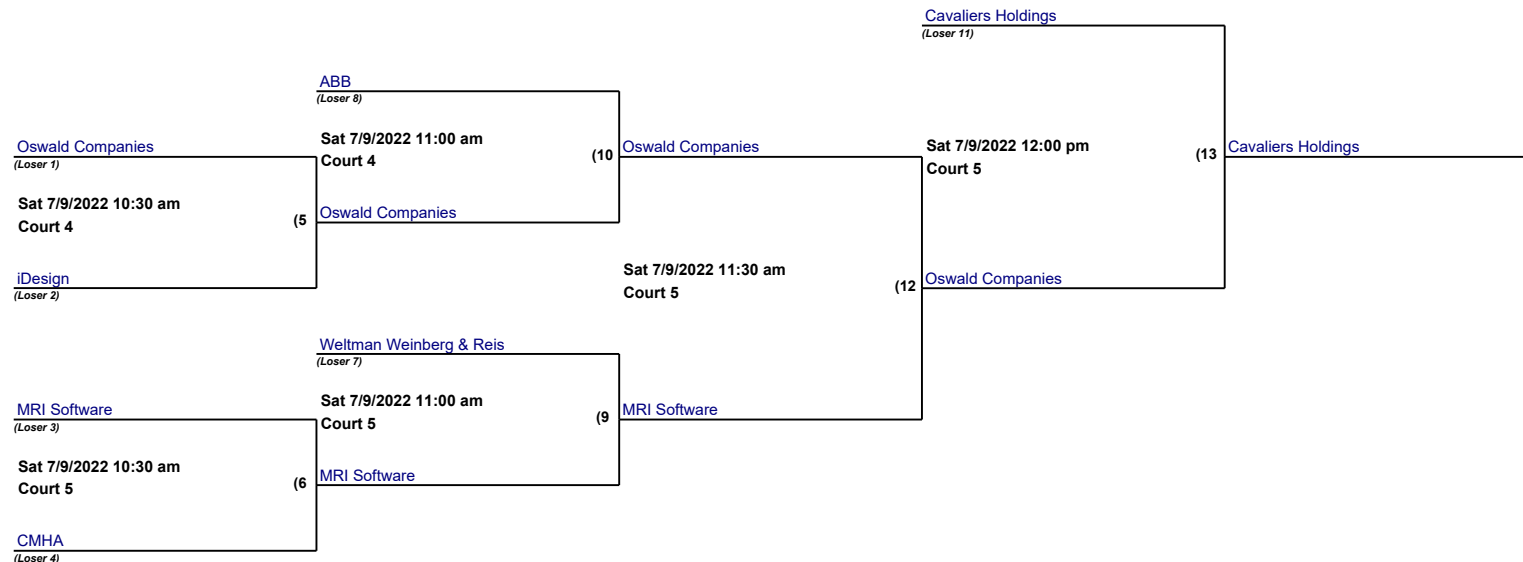 Cavaliers Holdings
(Loser 11)
ABB
(Loser 8)
Sat 7/9/2022 11:00 am
Court 4
(10
Oswald Companies
Sat 7/9/2022 12:00 pm
Court 5
(13
Cavaliers Holdings
Oswald Companies
(Loser 1)
Sat 7/9/2022 10:30 am
Court 4
(5
Oswald Companies
iDesign
(Loser 2)
Sat 7/9/2022 11:30 am
Court 5
(12
Oswald Companies
Weltman Weinberg & Reis
(Loser 7)
Sat 7/9/2022 11:00 am
Court 5
(9
MRI Software
MRI Software
(Loser 3)
Sat 7/9/2022 10:30 am
Court 5
(6
MRI Software
CMHA
(Loser 4)